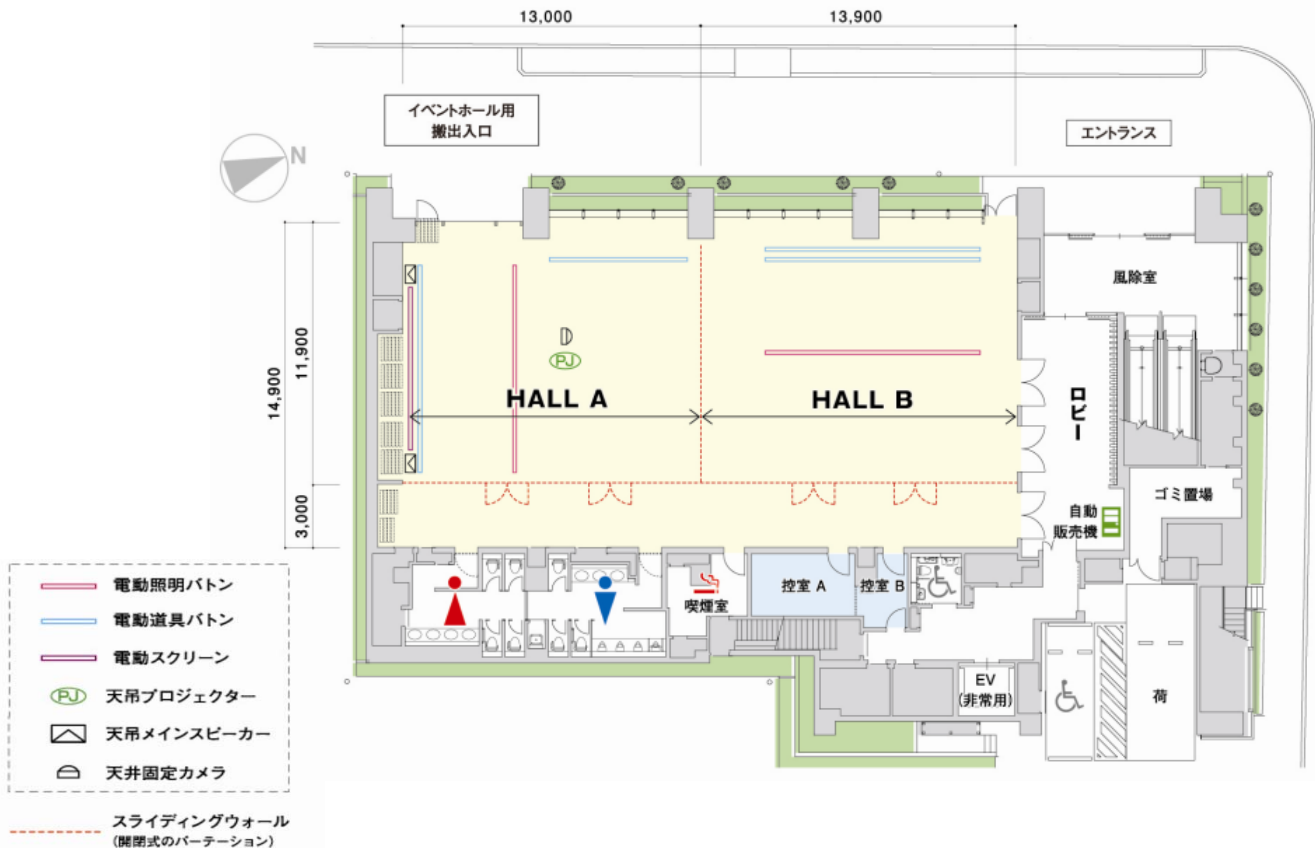 13,000
13,900
イベントホール用
搬出入口
エントランス
N
風除室
11,900
14,900
3,000
PJ
HALL A
HALL B
ロビー
ゴミ置場
自動
販売機
控室 A
控室 B
喫煙室
EV
(非常用)
荷
電動照明バトン
電動道具バトン
電動スクリーン
PJ
天吊プロジェクター
天吊メインスピーカー
天井固定カメラ
スライディングウォール
(開閉式のパーテーション)